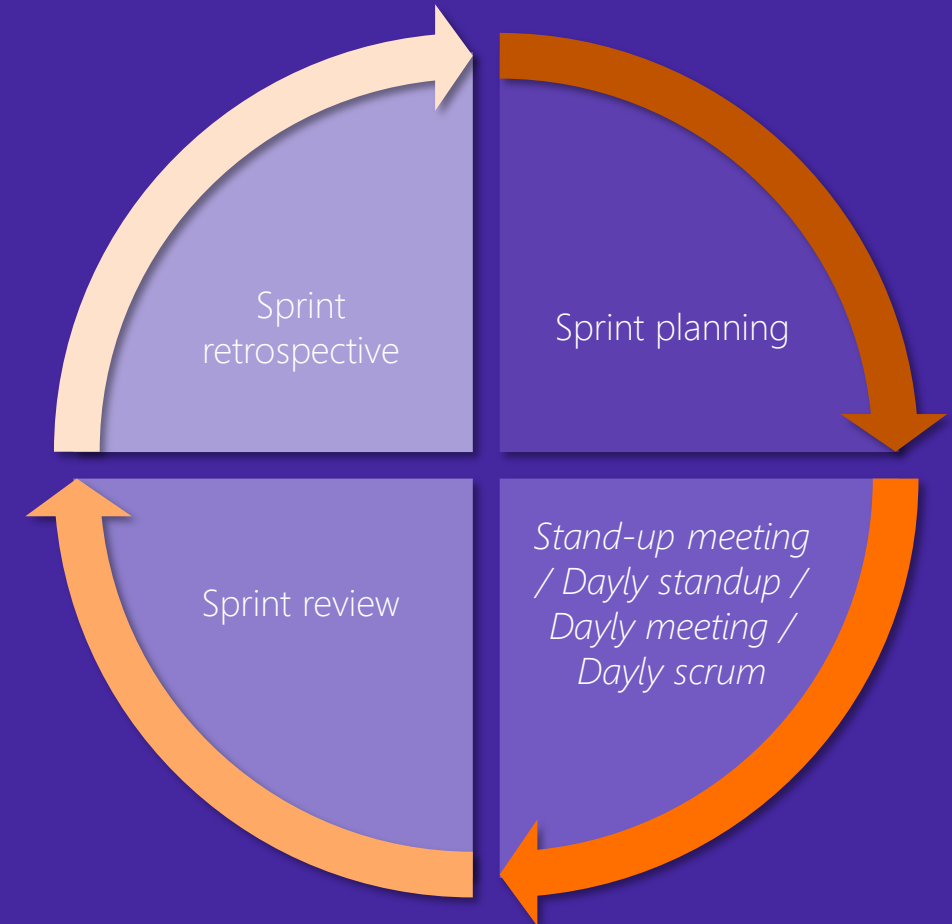 Sprint
retrospective
Sprint planning
Sprint review
Stand-up meeting
/ Dayly standup /
Dayly meeting /
Dayly scrum